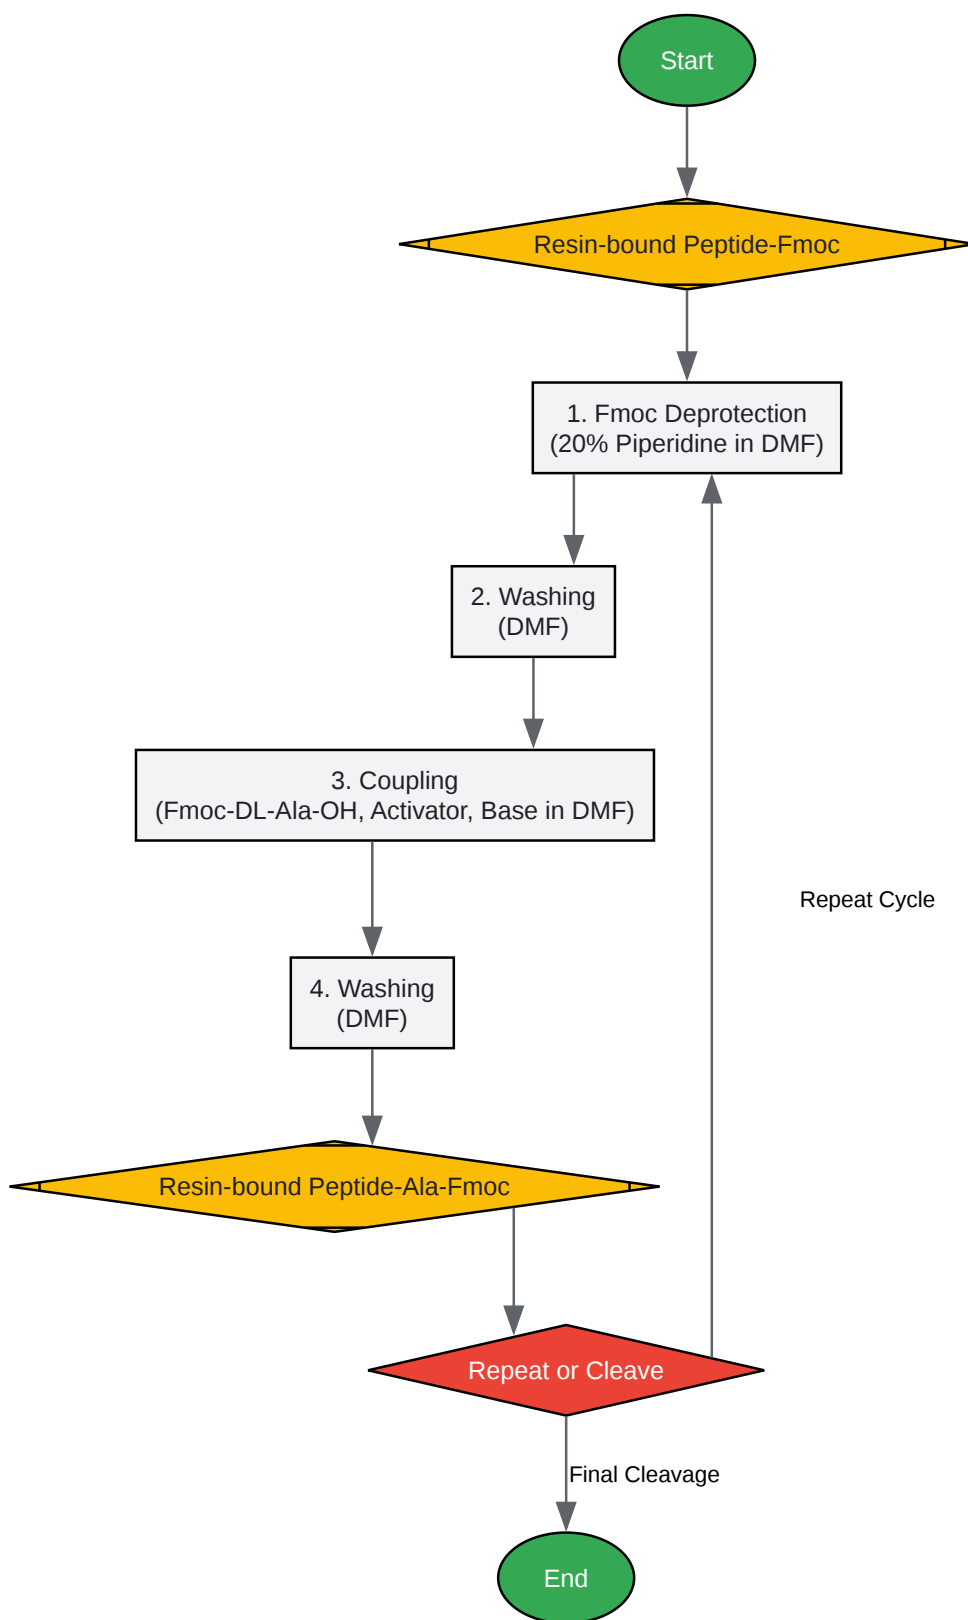 Start
Resin-bound Peptide-Fmoc
1. Fmoc Deprotection
(20% Piperidine in DMF)
2. Washing
(DMF)
3. Coupling
(Fmoc-DL-Ala-OH, Activator, Base in DMF)
Repeat Cycle
4. Washing
(DMF)
Resin-bound Peptide-Ala-Fmoc
Repeat or Cleave
Final Cleavage
End